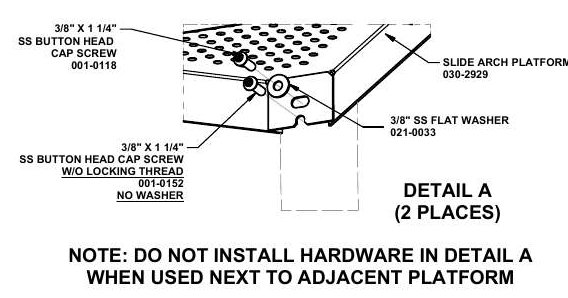 3/8" X 1 1/4"
SS BUTTON HEAD
CAP SCREW
001-0118
SLIDE ARCH PLATFORM
030-2929
3/8" SS FLAT WASHER
021-0033
3/8" X 1 1/4"
SS BUTTON HEAD CAP SCREW
W/O LOCKING THREAD
001-0152
NO WASHER
DETAIL A
(2 PLACES)
NOTE: DO NOT INSTALL HARDWARE IN DETAIL A
WHEN USED NEXT TO ADJACENT PLATFORM